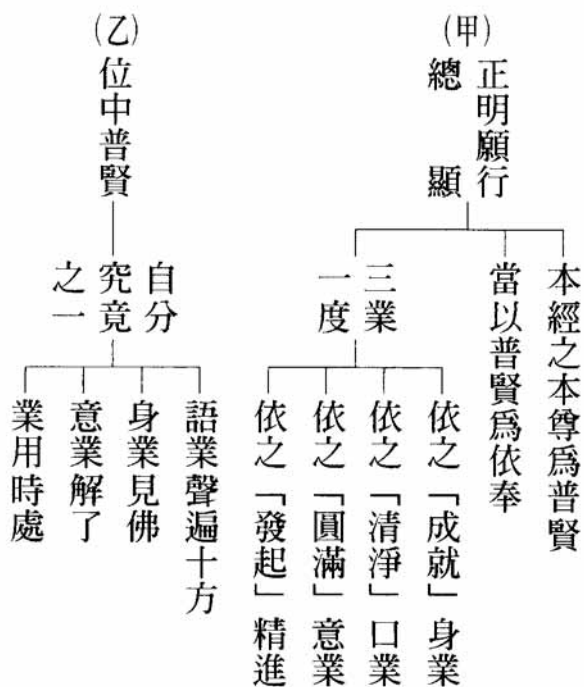 (甲)
正明願行
總顯
本經之本尊為普賢
當以普賢爲依奉
三業
一度
依之「成就」身業
依之「清淨」口業
依之「圓滿」意業
依之「發起」精進
(乙)
位中普賢
自分
究竟
之一
語業聲遍十方
身業見佛
意業解了
業用時處